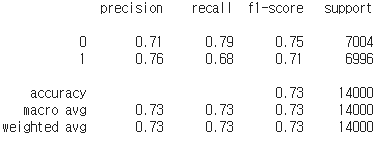 precision recall f1-score support
0 0.71 0.79 0.75 7004
1 0.76 0.68 0.71 6996
accuracy 0.73 14000
macro avg 0.73 0.73 0.73 14000
weighted avg 0.73 0.73 0.73 14000